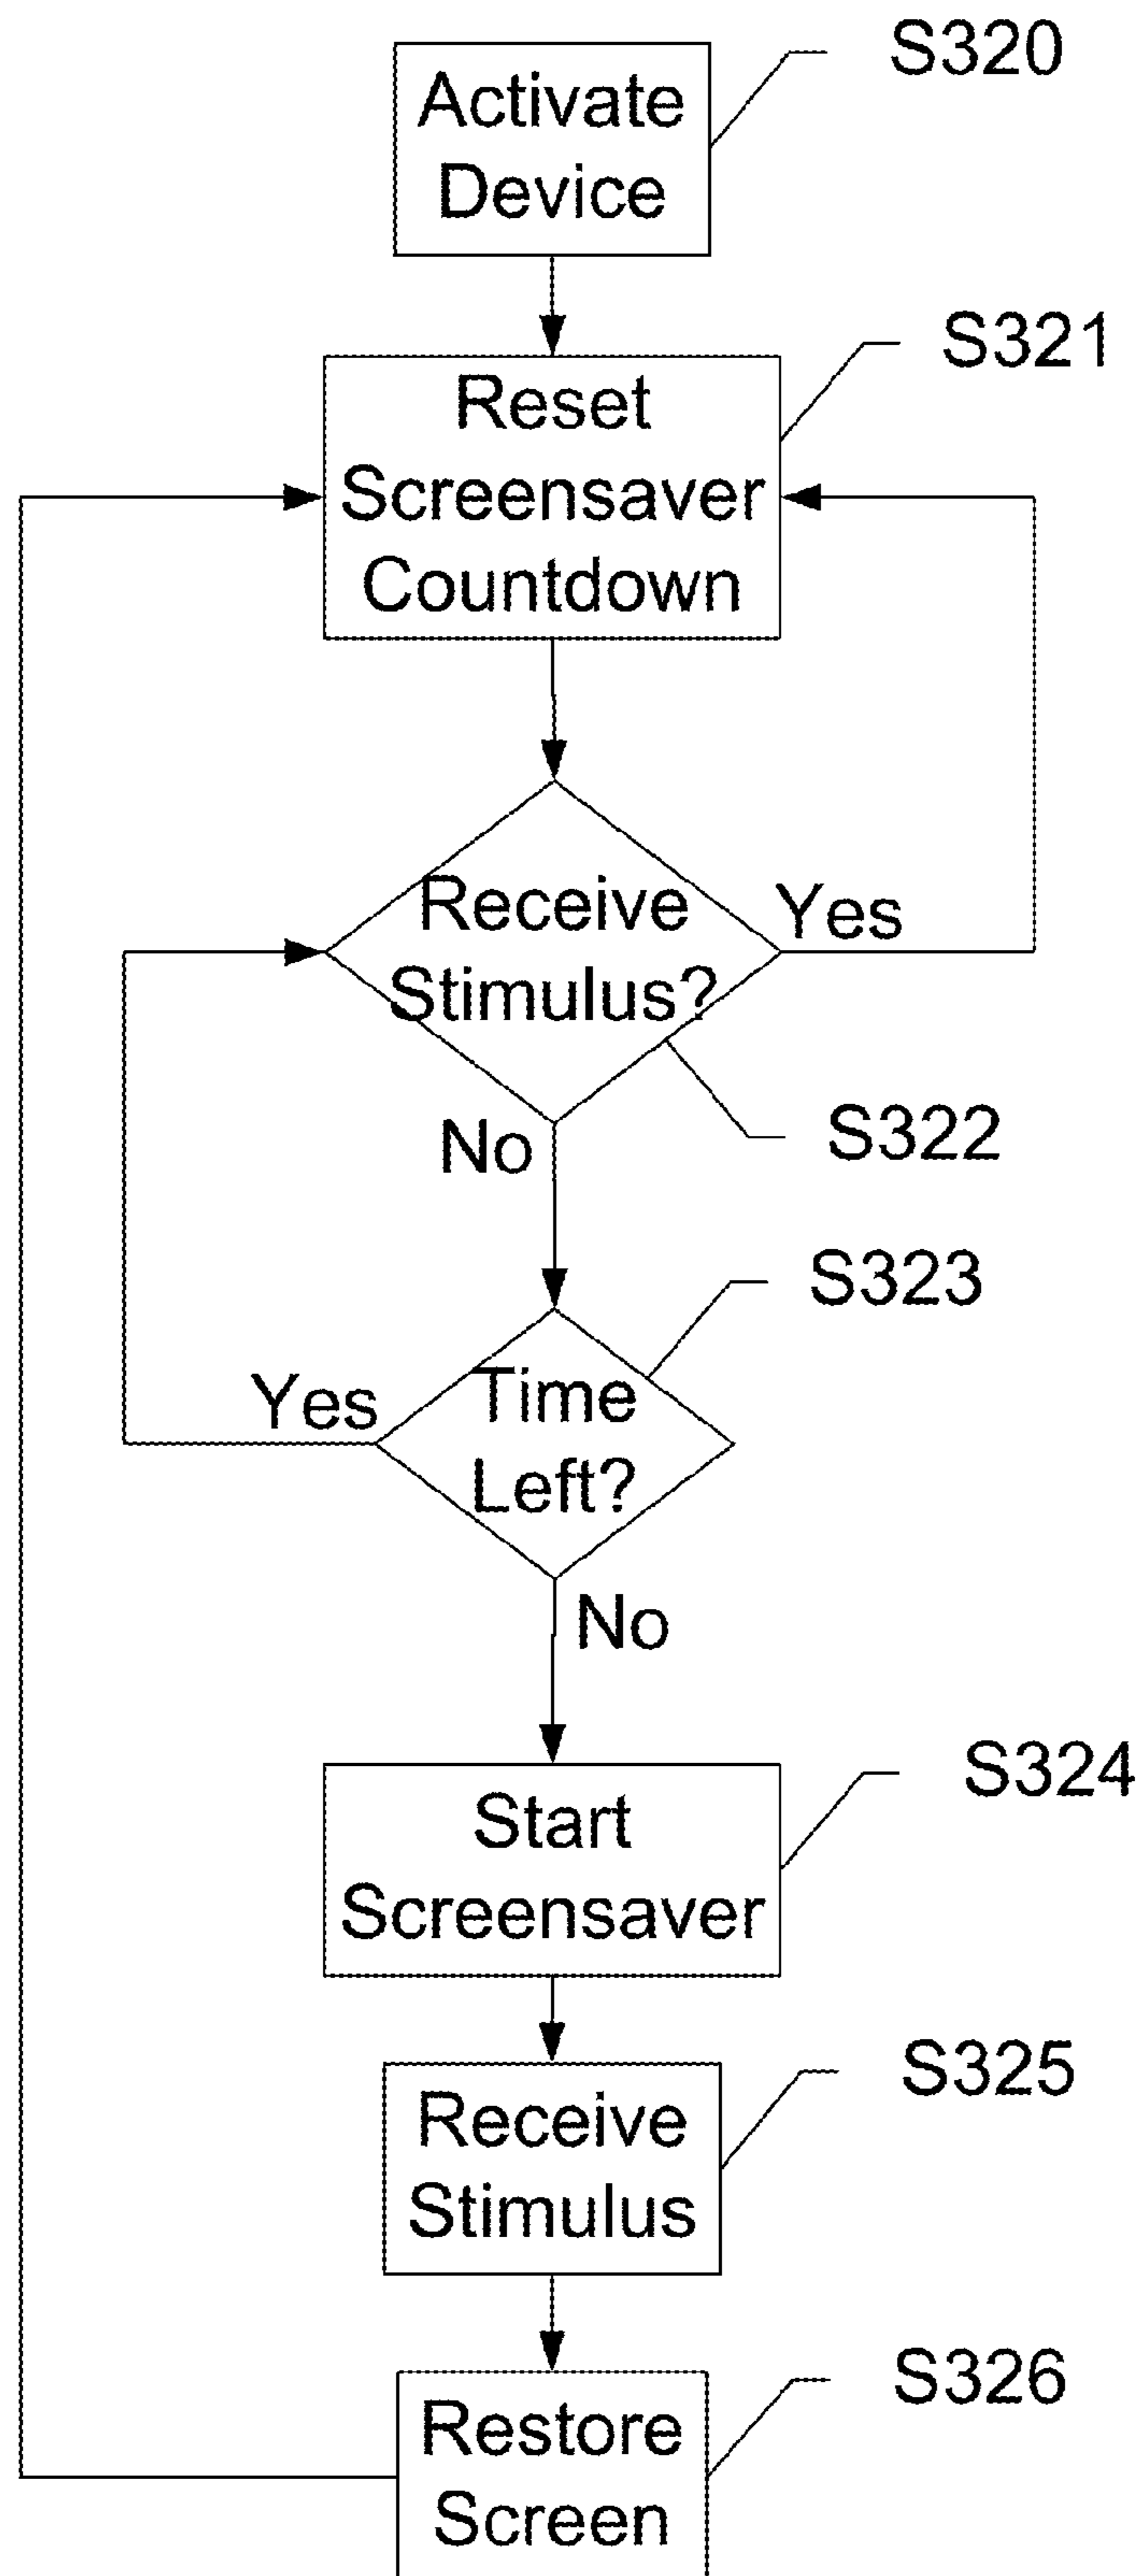 Activate
Device
S320
Reset
Screensaver
Countdown
S321
Receive
Stimulus?
Yes
No
S322
Time
Left?
S323
Yes
No
Start
Screensaver
S324
Receive
Stimulus
S325
Restore
Screen
S326